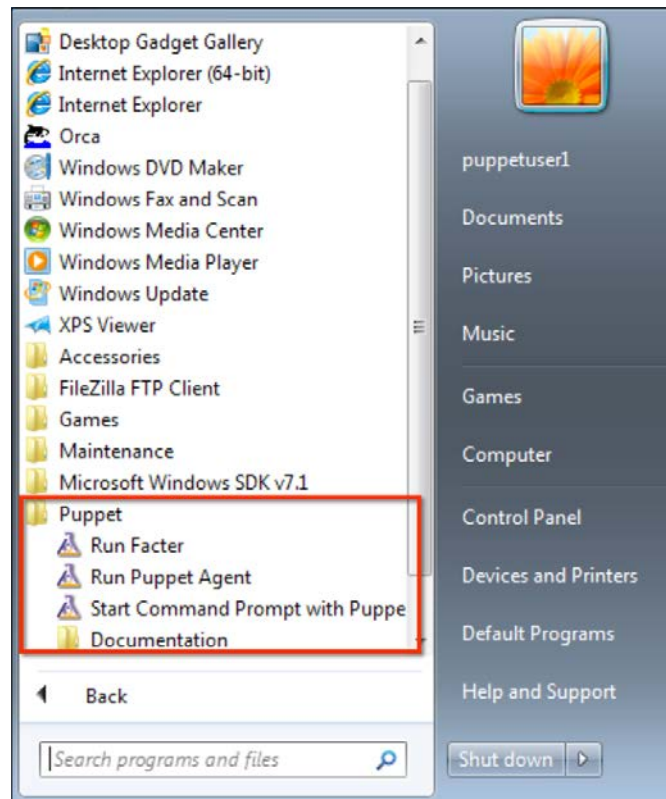 Desktop Gadget Gallery
Internet Explorer (64-bit)
Internet Explorer
Orca
Windows DVD Maker
Windows Fax and Scan
Windows Media Center
Windows Media Player
Windows Update
XPS Viewer
Accessories
FileZilla FTP Client
Games
Maintenance
Microsoft Windows SDK v7.1
Puppet
Run Facter
Run Puppet Agent
Start Command Prompt with Puppe
Documentation
Back
Search programs and files
puppetuser1
Documents
Pictures
Music
Games
Computer
Control Panel
Devices and Printers
Default Programs
Help and Support
Shut down